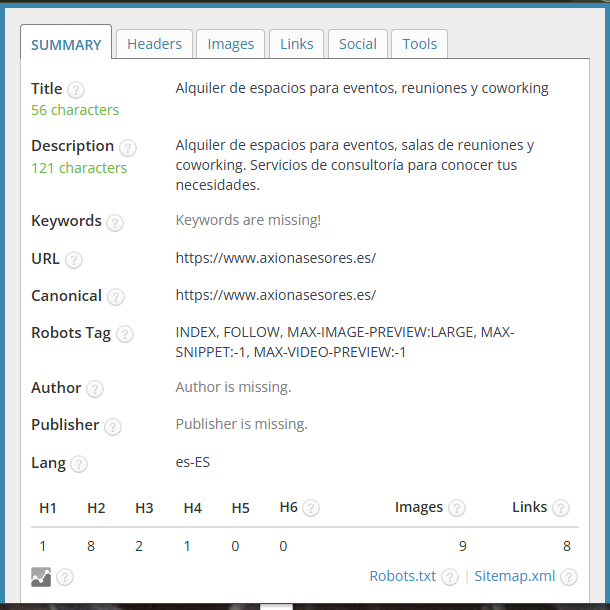 SUMMARY Headers Images Links Social Tools
Title ? Alquiler de espacios para eventos, reuniones y coworking
56 characters
Description ? Alquiler de espacios para eventos, salas de reuniones y
121 characters coworking. Servicios de consultoría para conocer tus
necesidades.
Keywords ? Keywords are missing!
URL ? https://www.axionasesores.es/
Canonical ? https://www.axionasesores.es/
Robots Tag ? INDEX, FOLLOW, MAX-IMAGE-PREVIEW:LARGE, MAX-
SNIPPET:-1, MAX-VIDEO-PREVIEW:-1
Author ? Author is missing.
Publisher ? Publisher is missing.
Lang ? es-ES
H1 H2 H3 H4 H5 H6 ? Images ? Links ?
1 8 2 1 0 0 9 8
? Robots.txt ? | Sitemap.xml ?